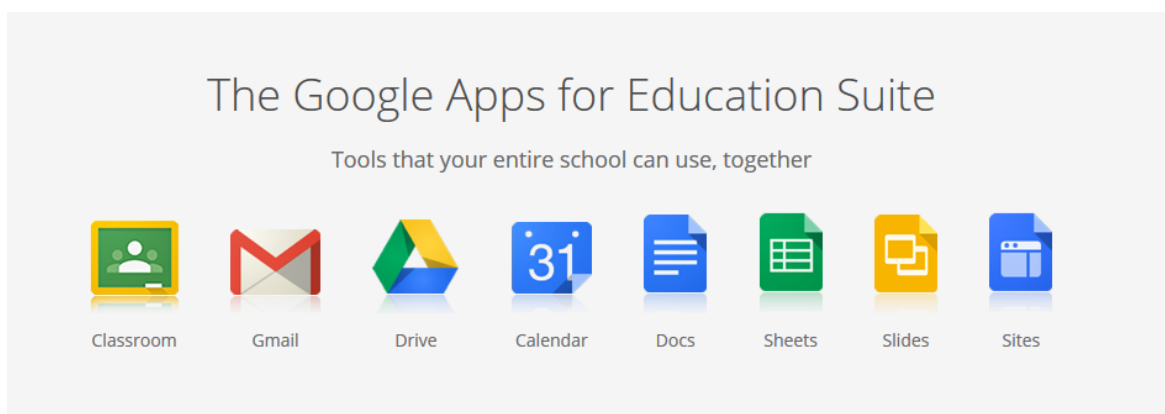 The Google Apps for Education Suite
Tools that your entire school can use, together
31
Classroom Gmail Drive Calendar Docs Sheets Slides Sites